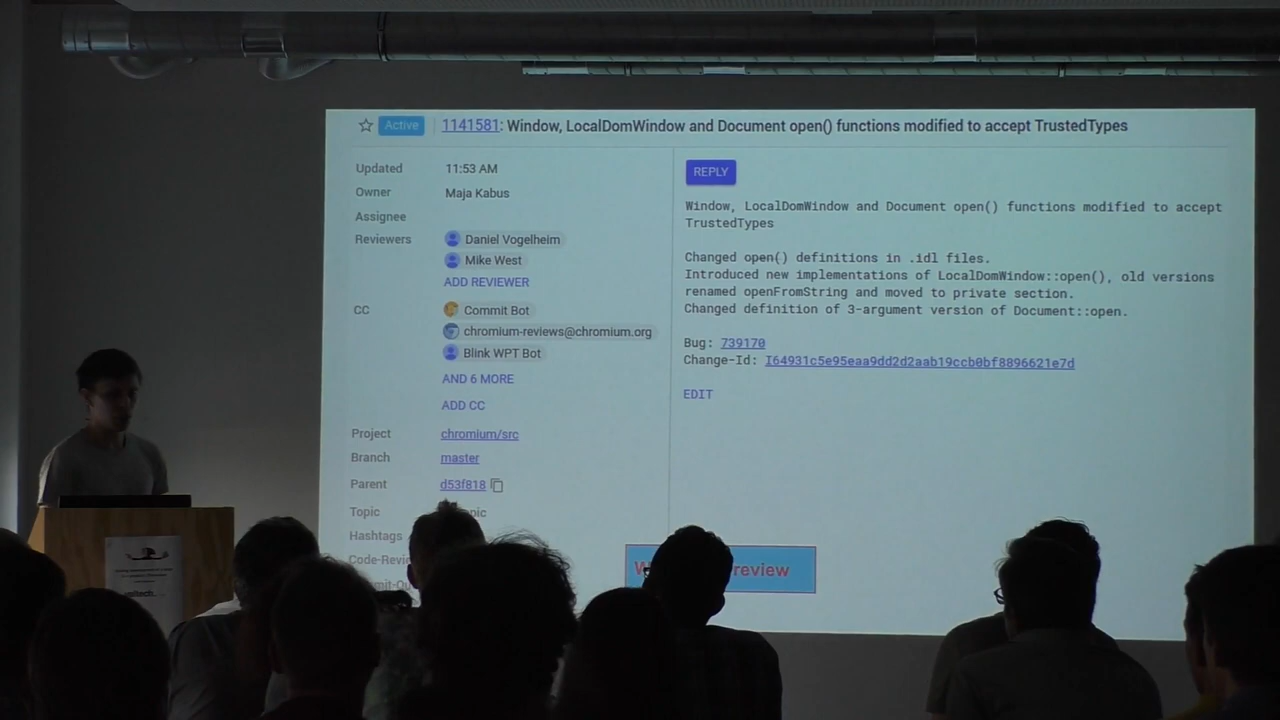 Active 1141581: Window, LocalDomWindow and Document open() functions modified to accept TrustedTypes
Updated 11:53 AM
Owner Maja Kabus
Assignee
Reviewers Daniel Vogelheim
Mike West
ADD REVIEWER
CC Commit Bot
chromium-reviews@chromium.org
Blink WPT Bot
AND 6 MORE
ADD CC
Project chromium/src
Branch master
Parent d53f818
Topic
Hashtags
REPLY
Window, LocalDomWindow and Document open() functions modified to accept
TrustedTypes
Changed open() definitions in .idl files.
Introduced new implementations of LocalDomWindow::open(), old versions
renamed openFromString and moved to private section.
Changed definition of 3-argument version of Document::open.
Bug: 739170
Change-Id: I64931c5e95eaa9dd2d2aab19ccb0bf8896621e7d
EDIT